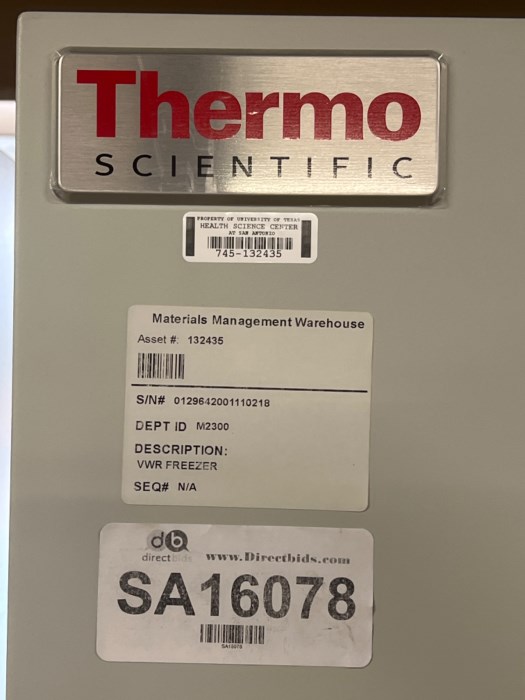 Thermo
SCIENTIFIC
PROPERTY OF UNIVERSITY OF TEXAS
HEALTH SCIENCE CENTER
AT SAN ANTONIO
745-132435
Materials Management Warehouse
Asset #: 132435
S/N# 0129642001110218
DEPT ID M2300
DESCRIPTION:
VWR FREEZER
SEQ# N/A
db
directbids
www.Directbids.com
SA16078
SA16078